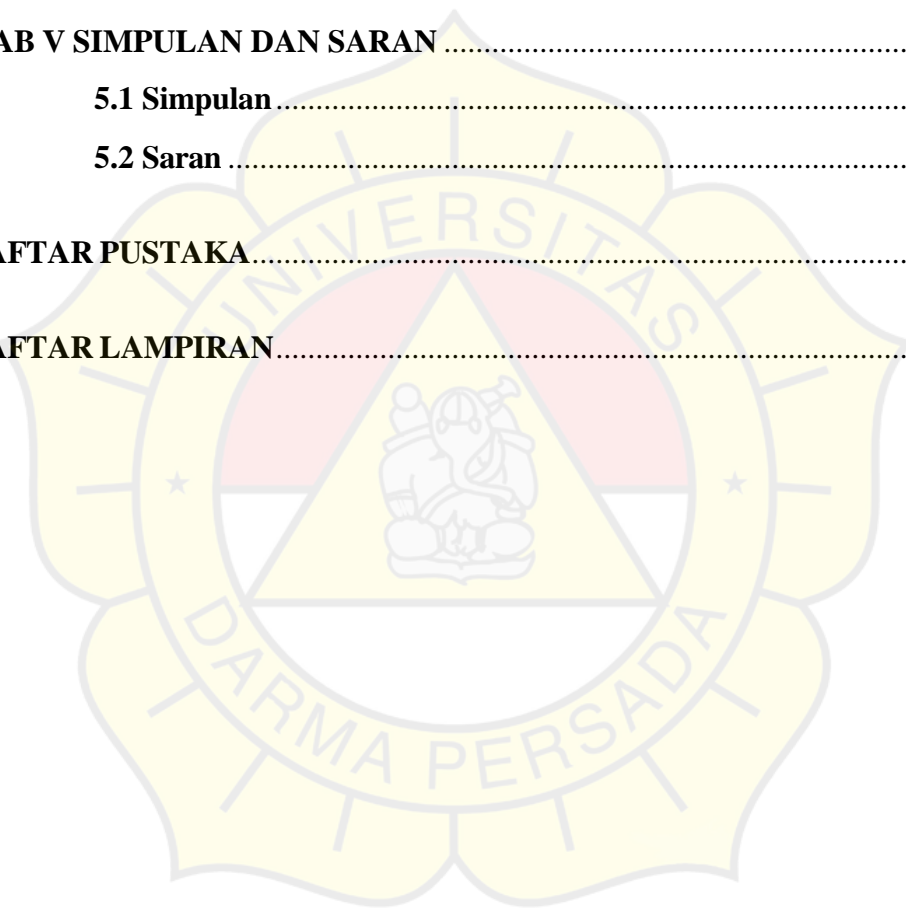 AB V SIMPULAN DAN SARAN ........................................................
5.1 Simpulan ..............................................................................
5.2 Saran ....................................................................................
AFTAR PUSTAKA ................................................................................
AFTAR LAMPIRAN .............................................................................
UNIVERSITAS
DARMA PERSADA